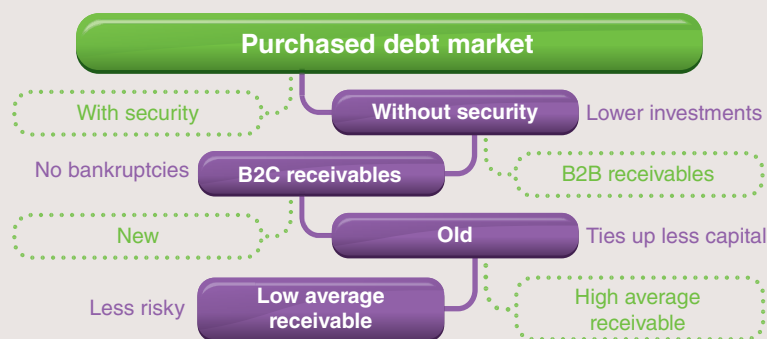 Purchased debt market
With security
Without security
Lower investments
No bankruptcies
B2C receivables
B2B receivables
New
Old
Ties up less capital
Less risky
Low average
receivable
High average
receivable